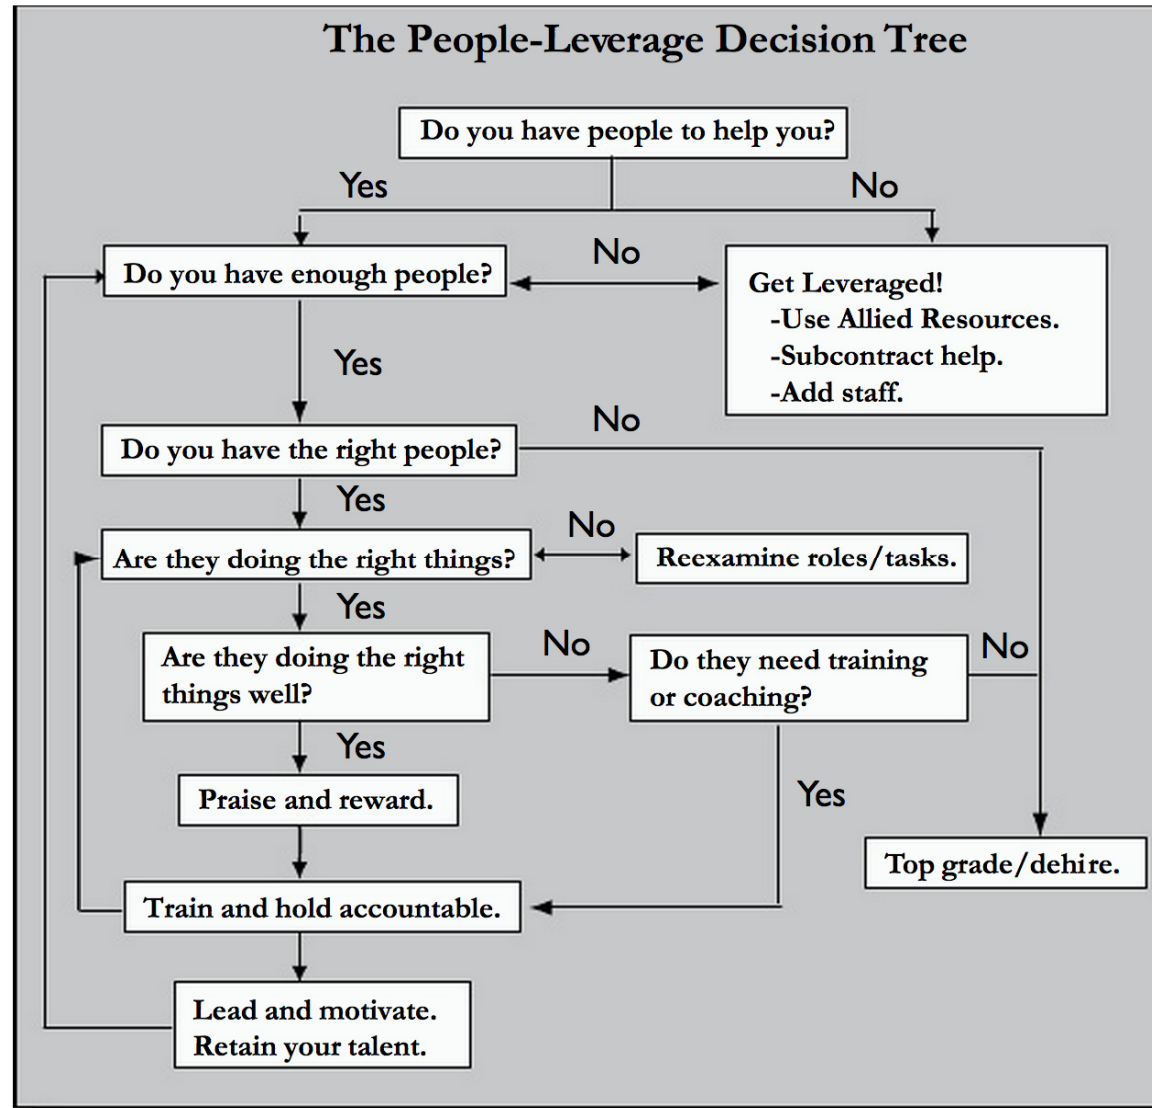 The People-Leverage Decision Tree
Do you have people to help you?
Yes
No
Do you have enough people?
No
Get Leveraged!
-Use Allied Resources.
-Subcontract help.
-Add staff.
Yes
Do you have the right people?
No
Yes
Are they doing the right things?
No
Reexamine roles/tasks.
Yes
Are they doing the right
things well?
No
Do they need training
or coaching?
No
Yes
Praise and reward.
Yes
Top grade/dehire.
Train and hold accountable.
Lead and motivate.
Retain your talent.